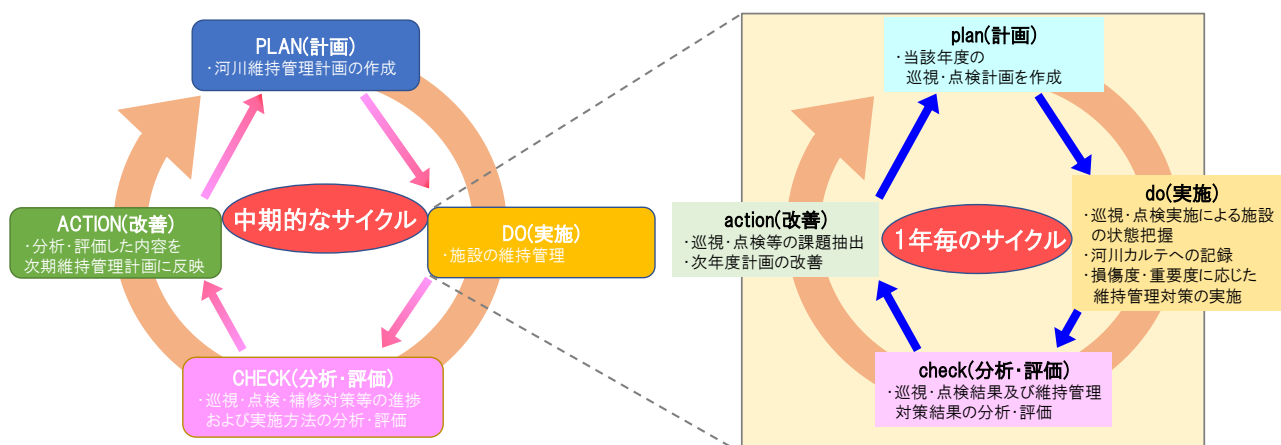 PLAN(計画)
・河川維持管理計画の作成
中期的なサイクル
ACTION(改善)
・分析・評価した内容を
次期維持管理計画に反映
DO(実施)
・施設の維持管理
CHECK(分析・評価)
・巡視・点検・補修対策等の進捗
および実施方法の分析・評価
plan(計画)
・当該年度の
巡視・点検計画を作成
1年毎のサイクル
action(改善)
・巡視・点検等の課題抽出
・次年度計画の改善
do(実施)
・巡視・点検実施による施設
の状態把握
・河川カルテへの記録
・損傷度・重要度に応じた
維持管理対策の実施
check(分析・評価)
・巡視・点検結果及び維持管理
対策結果の分析・評価